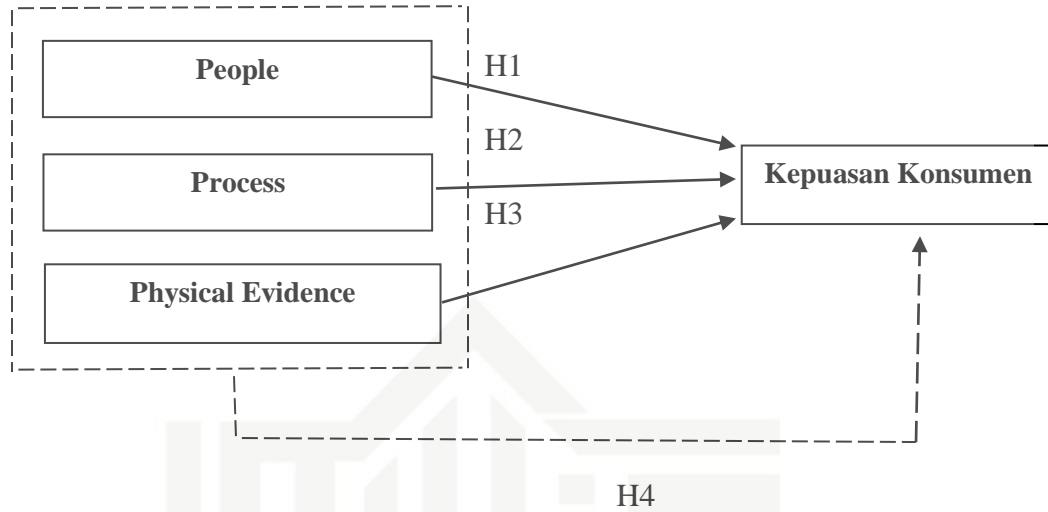 People
H1
H2
Process
Kepuasan Konsumen
H3
Physical Evidence
H4